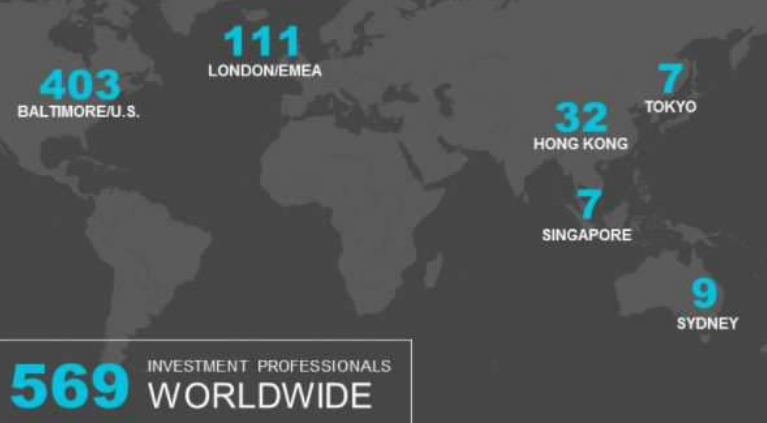 111
LONDON/EMEA
403
BALTIMORE/U.S.
7
TOKYO
32
HONG KONG
7
SINGAPORE
9
SYDNEY
569
INVESTMENT PROFESSIONALS
WORLDWIDE